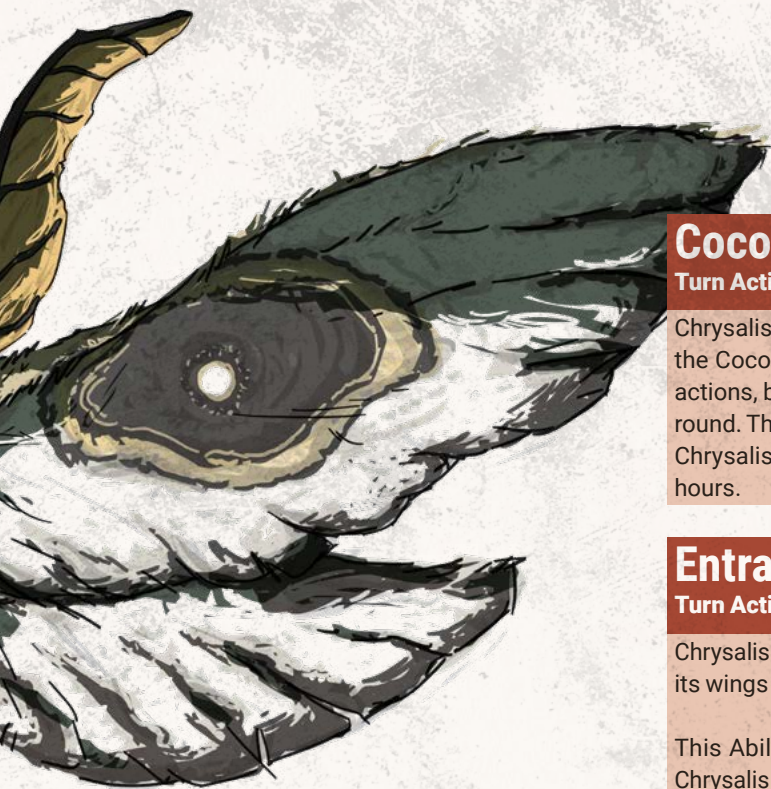 Coco
Turn Acti
Chrysalis
the Coco
actions, b
round. Th
Chrysalis
hours.
Entra
Turn Acti
Chrysalis
its wings
This Abil
Chrysalis